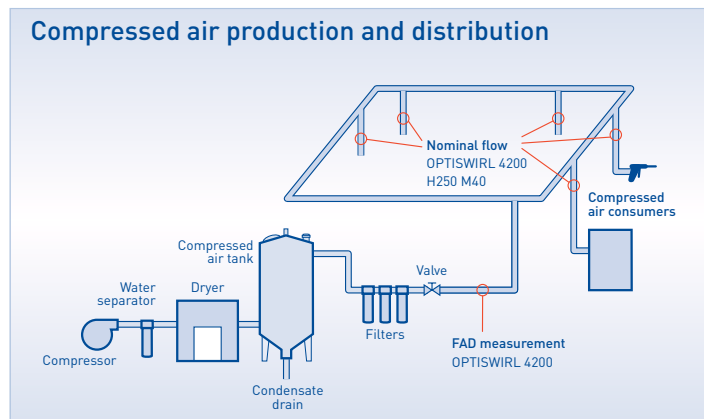 Compressed air production and distribution
Nominal flow
OPTISWIRL 4200
H250 M40
Compressed
air consumers
Compressed
air tank
Valve
Water
separator
Dryer
Filters
FAD measurement
OPTISWIRL 4200
Compressor
Condensate
drain